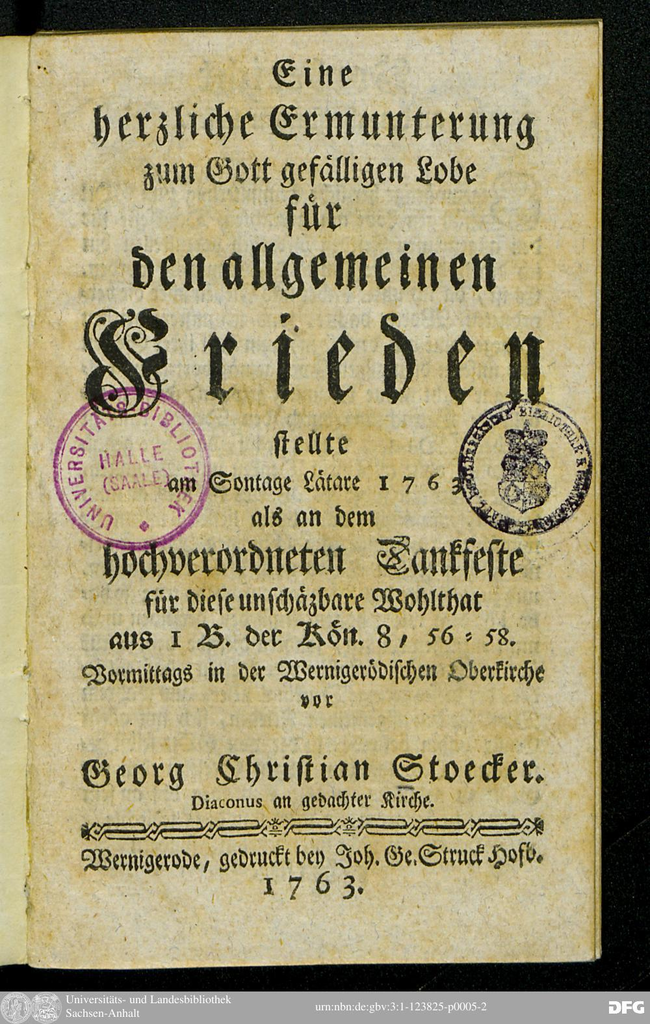 Eine
herzliche Ermunterung
zum Gott gefälligen Lobe
für
den allgemeinen
Frieden
stellte
am Sontage Lätare 1763
als an dem
hochverordneten Dankfeste
für diese unschäzbare Wohlthat
aus 1 B. der Kön. 8, 56=58.
Vormittags in der Wernigerödischen Oberkirche
vor
Georg Christian Stoecker.
Diaconus an gedachter Kirche.
Wernigerode, gedruckt bey Joh. Ge. Struck Hofb.
1763.
UNIVERSITÄTS-BIBLIOTHEK
HALLE
(SAALE)
BIBLIOTHEK
Universitäts- und Landesbibliothek
Sachsen-Anhalt
urn:nbn:de:gbv:3:1-123825-p0005-2
DFG